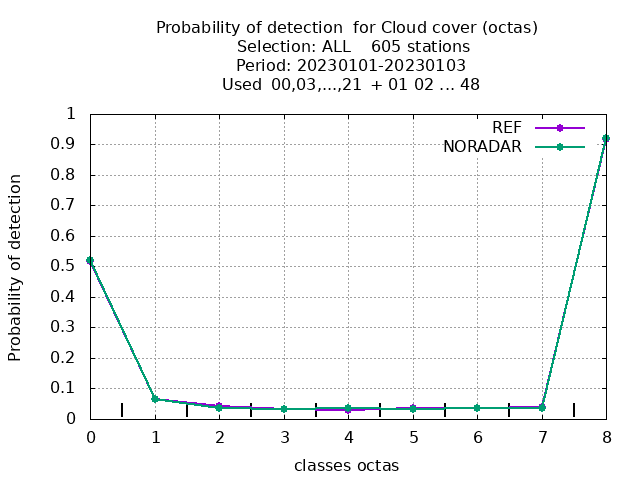 Probability of detection  for Cloud cover (octas)
Selection: ALL    605 stations
Period: 20230101-20230103
Used  00,03,...,21  + 01 02 ... 48
REF
NORADAR
1
0.9
0.8
0.7
0.6
0.5
0.4
0.3
0.2
0.1
0
Probability of detection
0 1 2 3 4 5 6 7 8
classes octas